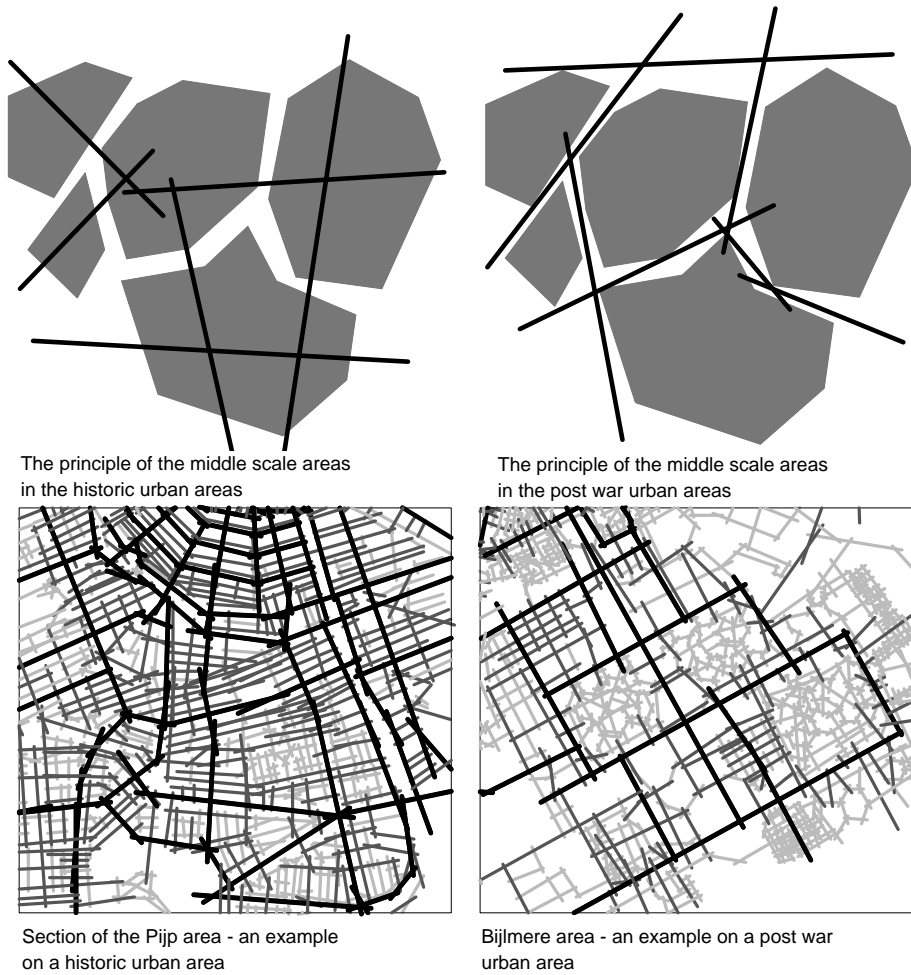 The principle of the middle scale areas
in the historic urban areas
The principle of the middle scale areas
in the post war urban areas
Section of the Pijp area - an example
on a historic urban area
Bijlmere area - an example on a post war
urban area